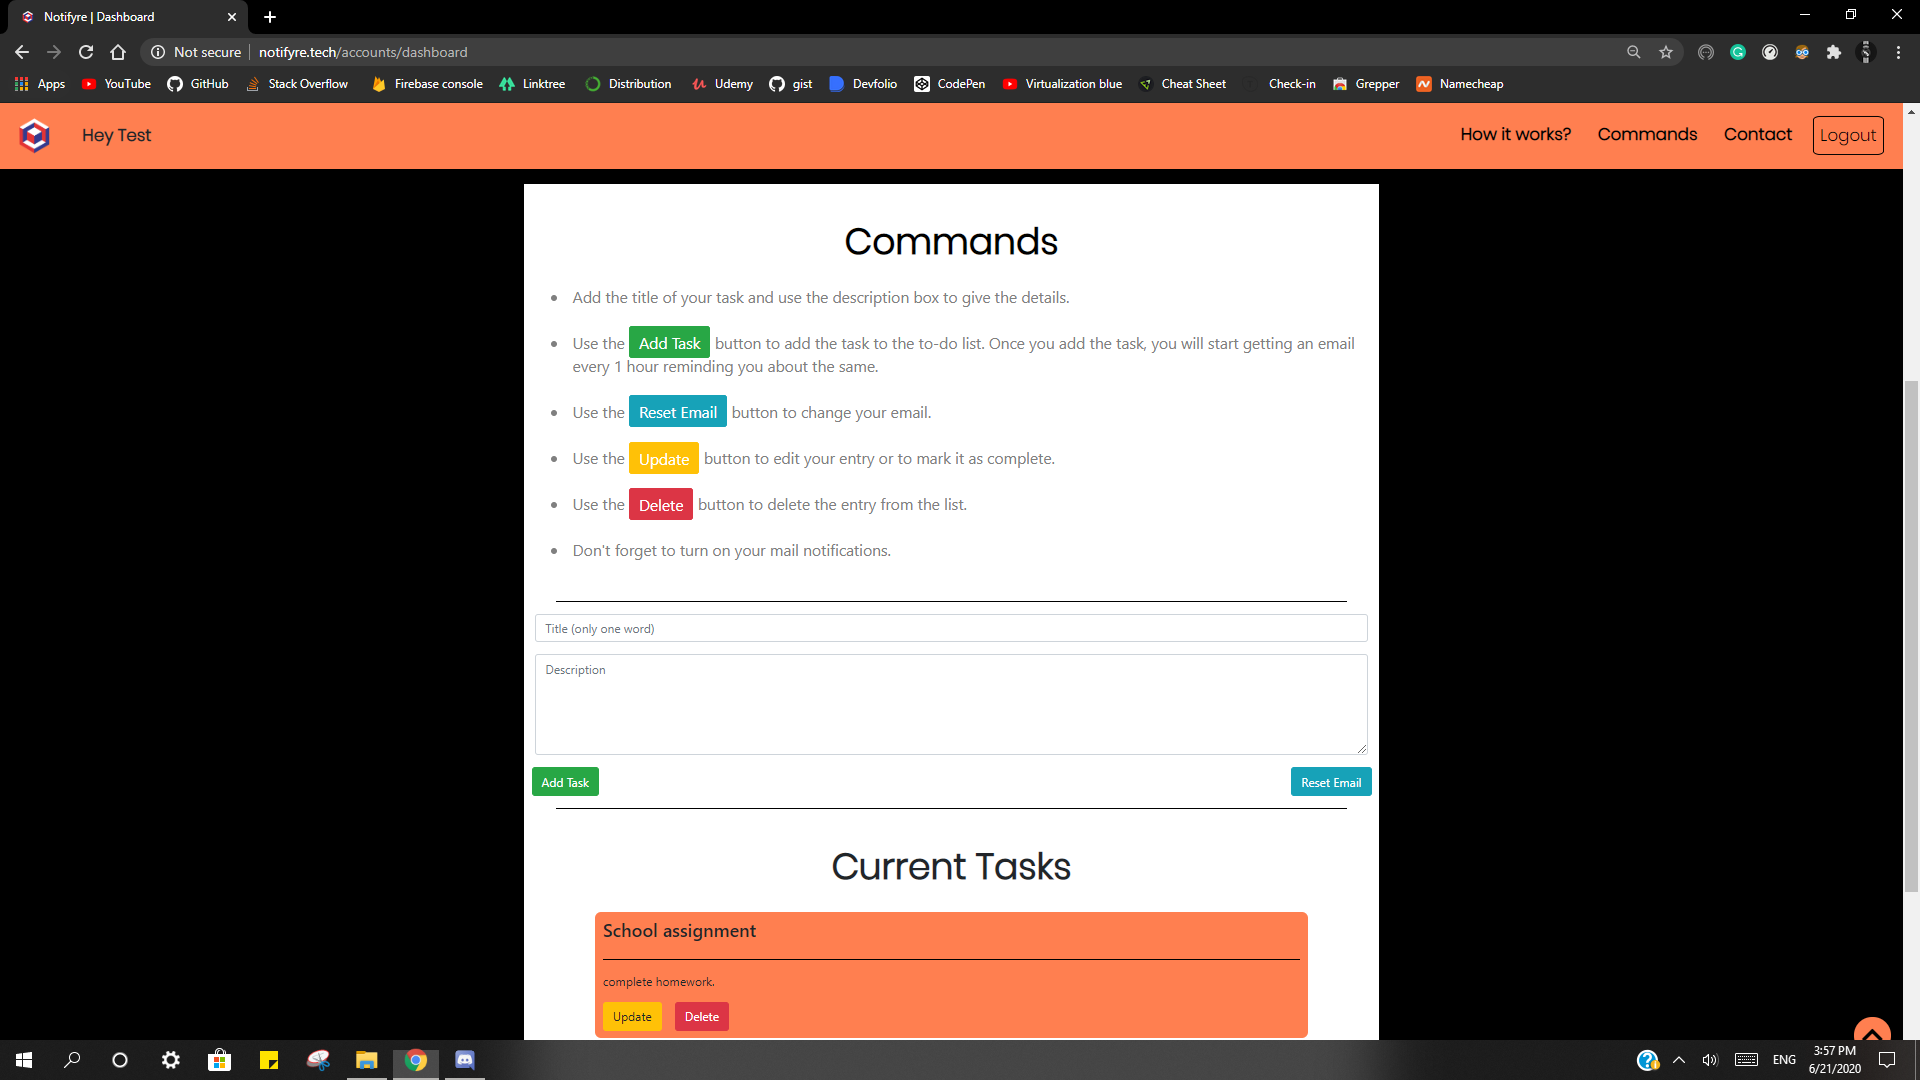 Notifyre | Dashboard
Not secure
notifyre.tech/accounts/dashboard
Apps
YouTube
GitHub
Stack Overflow
Firebase console
Linktree
Distribution
Udemy
gist
Devfolio
CodePen
Virtualization blue
Cheat Sheet
Check-in
Grepper
Namecheap
Hey Test
How it works?
Commands
Contact
Logout
Commands
Add the title of your task and use the description box to give the details.
Use the Add Task button to add the task to the to-do list. Once you add the task, you will start getting an email
every 1 hour reminding you about the same.
Use the Reset Email button to change your email.
Use the Update button to edit your entry or to mark it as complete.
Use the Delete button to delete the entry from the list.
Don't forget to turn on your mail notifications.
Title (only one word)
Description
Add Task
Reset Email
Current Tasks
School assignment
complete homework.
Update
Delete
ENG
3:57 PM
6/21/2020